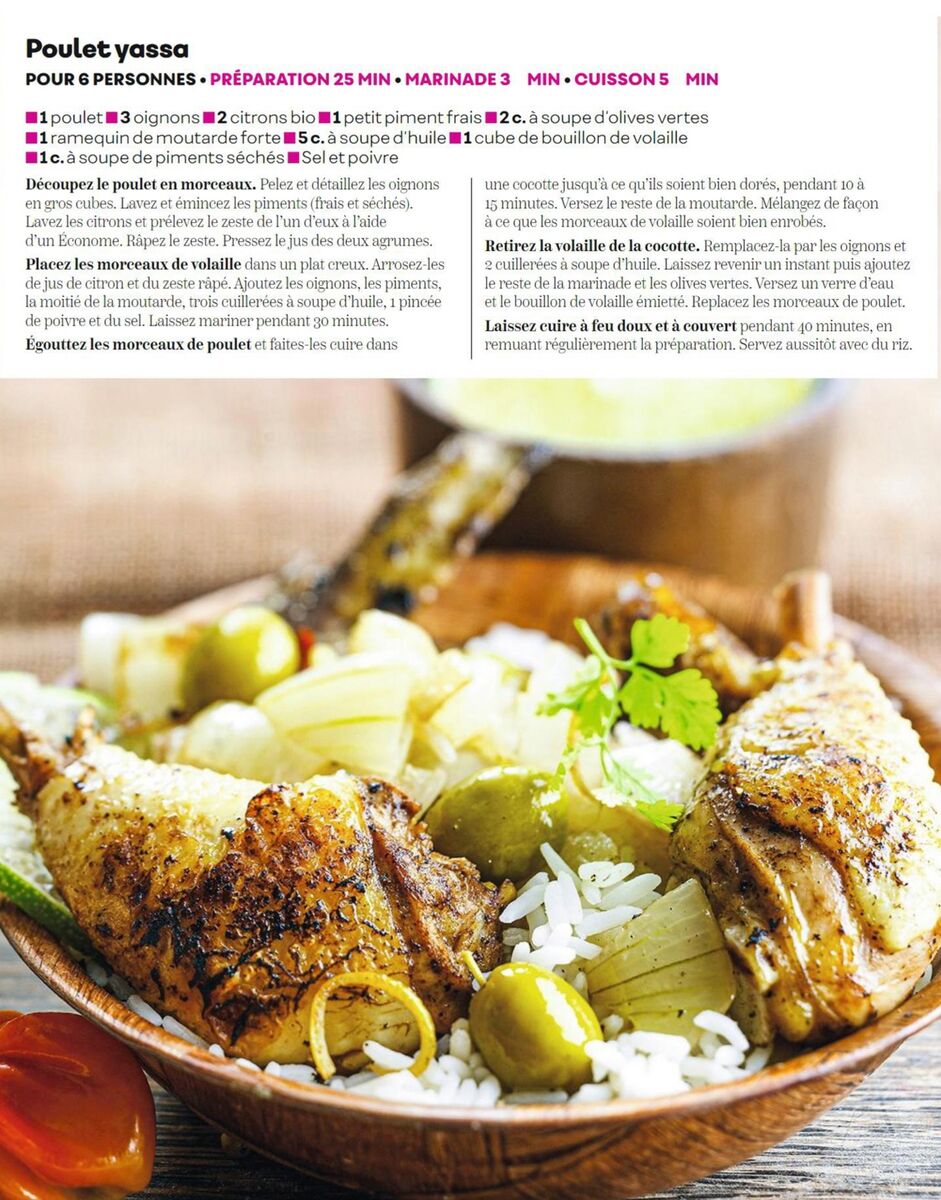 Poulet yassa
POUR 6 PERSONNES • PRÉPARATION 25 MIN • MARINADE 3 MIN • CUISSON 5 MIN
■ 1 poulet ■ 3 oignons ■ 2 citrons bio ■ 1 petit piment frais ■ 2 c. à soupe d'olives vertes
■ 1 ramequin de moutarde forte ■ 5 c. à soupe d'huile ■ 1 cube de bouillon de volaille
■ 1 c. à soupe de piments séchés ■ Sel et poivre
Découpez le poulet en morceaux. Pelez et détaillez les oignons
en gros cubes. Lavez et émincez les piments (frais et séchés).
Lavez les citrons et prélevez le zeste de l'un d'eux à l'aide
d'un Économe. Râpez le zeste. Pressez le jus des deux agrumes.
Placez les morceaux de volaille dans un plat creux. Arrosez-les
de jus de citron et du zeste râpé. Ajoutez les oignons, les piments,
la moitié de la moutarde, trois cuillerées à soupe d'huile, 1 pincée
de poivre et du sel. Laissez mariner pendant 30 minutes.
Égouttez les morceaux de poulet et faites-les cuire dans
une cocotte jusqu'à ce qu'ils soient bien dorés, pendant 10 à
15 minutes. Versez le reste de la moutarde. Mélangez de façon
à ce que les morceaux de volaille soient bien enrobés.
Retirez la volaille de la cocotte. Remplacez-la par les oignons et
2 cuillerées à soupe d'huile. Laissez revenir un instant puis ajoutez
le reste de la marinade et les olives vertes. Versez un verre d'eau
et le bouillon de volaille émietté. Replacez les morceaux de poulet.
Laissez cuire à feu doux et à couvert pendant 40 minutes, en
remuant régulièrement la préparation. Servez aussitôt avec du riz.